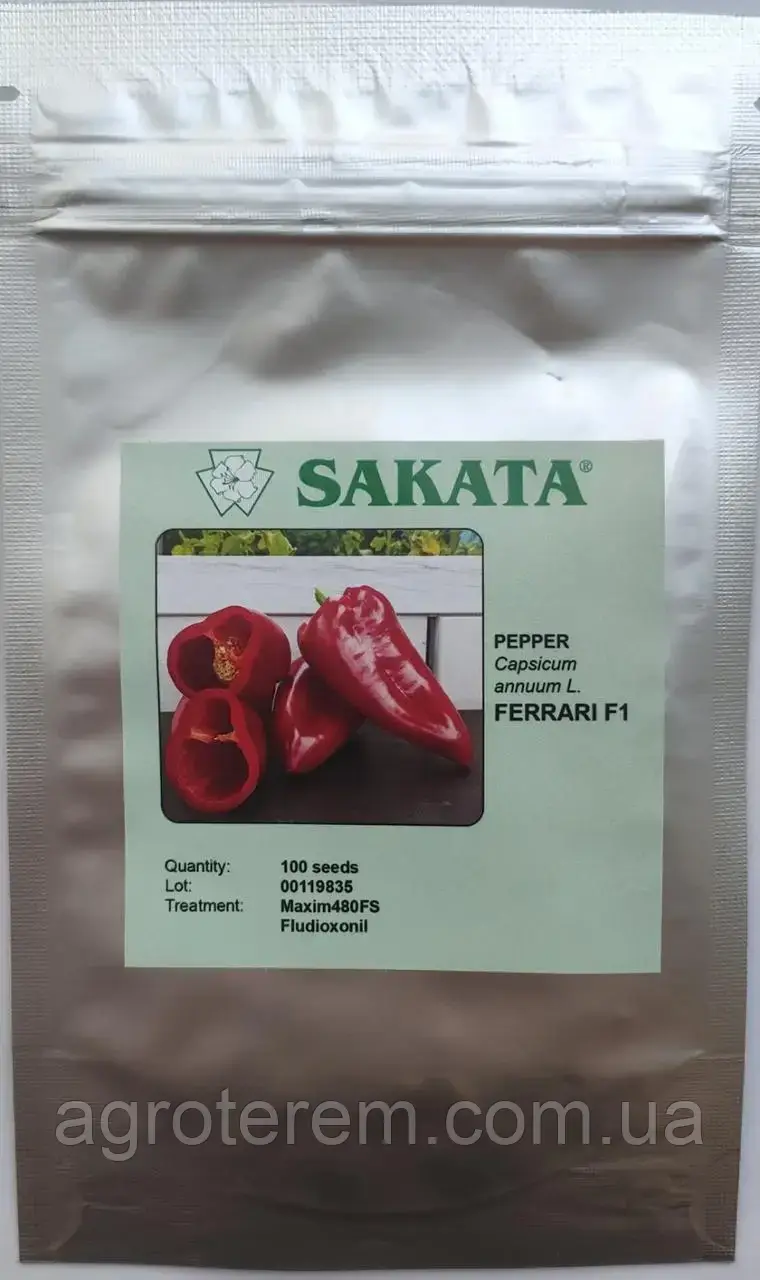 SAKATA®
PEPPER
Capsicum
annuum L.
FERRARI F1
Quantity: 100 seeds
Lot: 00119835
Treatment: Maxim480FS
Fludioxonil
agroterem.com.ua